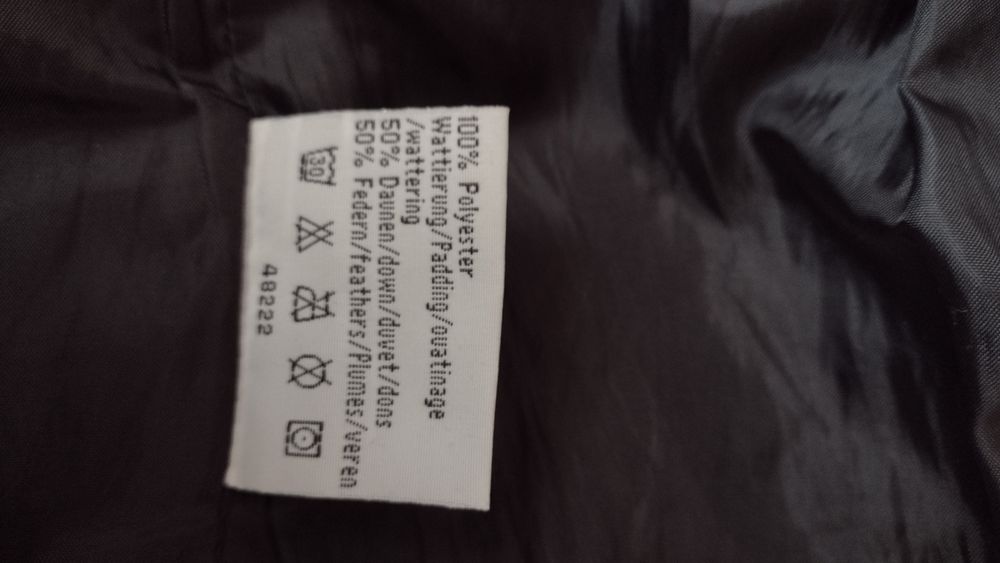 100% Polyester
Wattierung/Padding/ouatinage
/wattering
50% Daunen/down/duvet/dons
50% Federn/feathers/Plumes/veren
30
48222